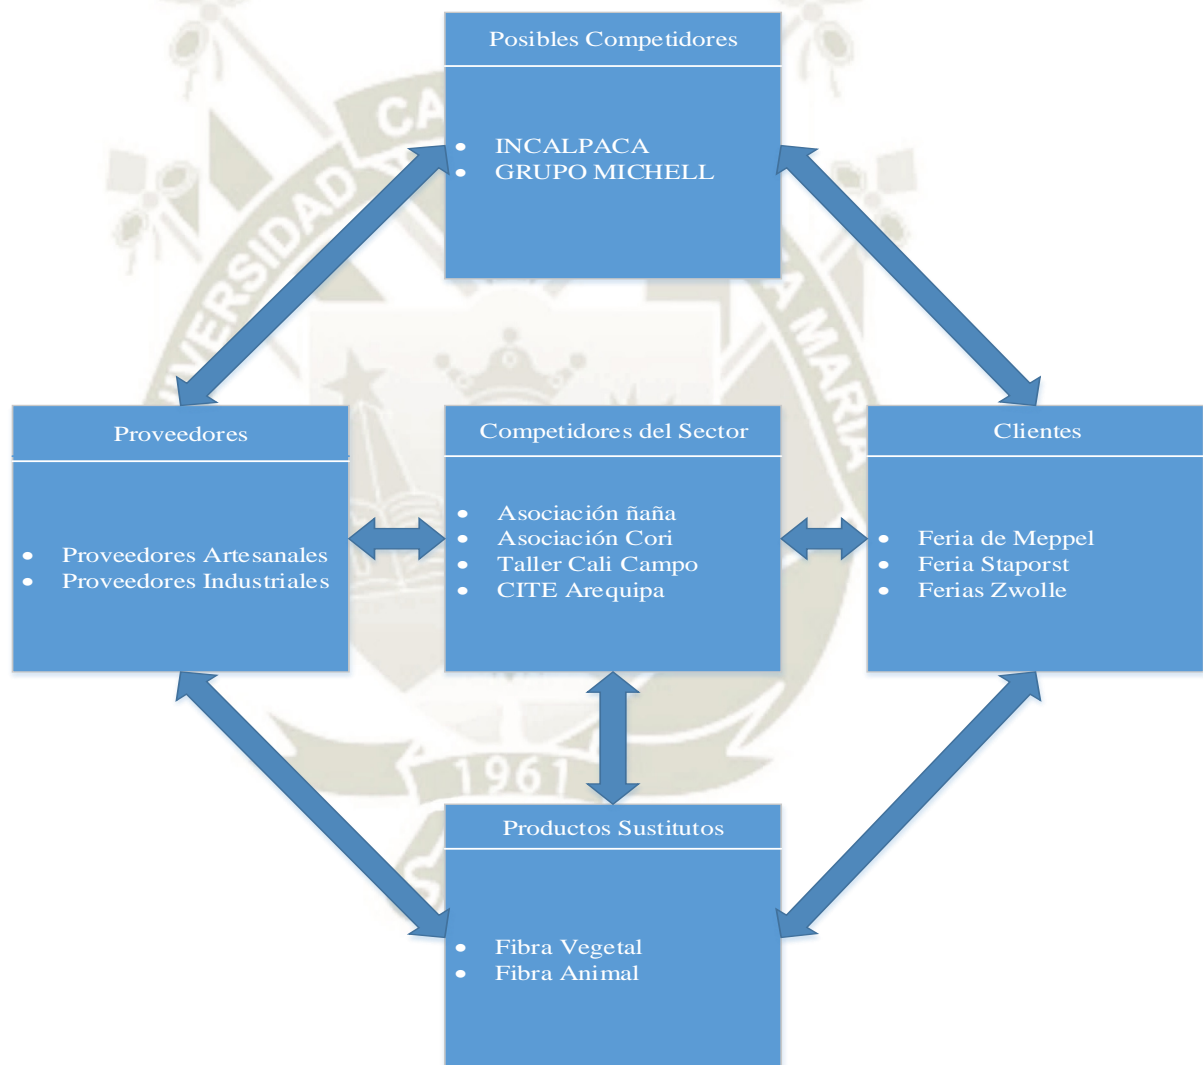 Posibles Competidores
• INCALPACA
• GRUPO MICHELL
Proveedores
• Proveedores Artesanales
• Proveedores Industriales
Competidores del Sector
• Asociación ñaña
• Asociación Cori
• Taller Cali Campo
• CITE Arequipa
Clientes
• Feria de Meppel
• Feria Staporst
• Ferias Zwolle
Productos Sustitutos
• Fibra Vegetal
• Fibra Animal
1961